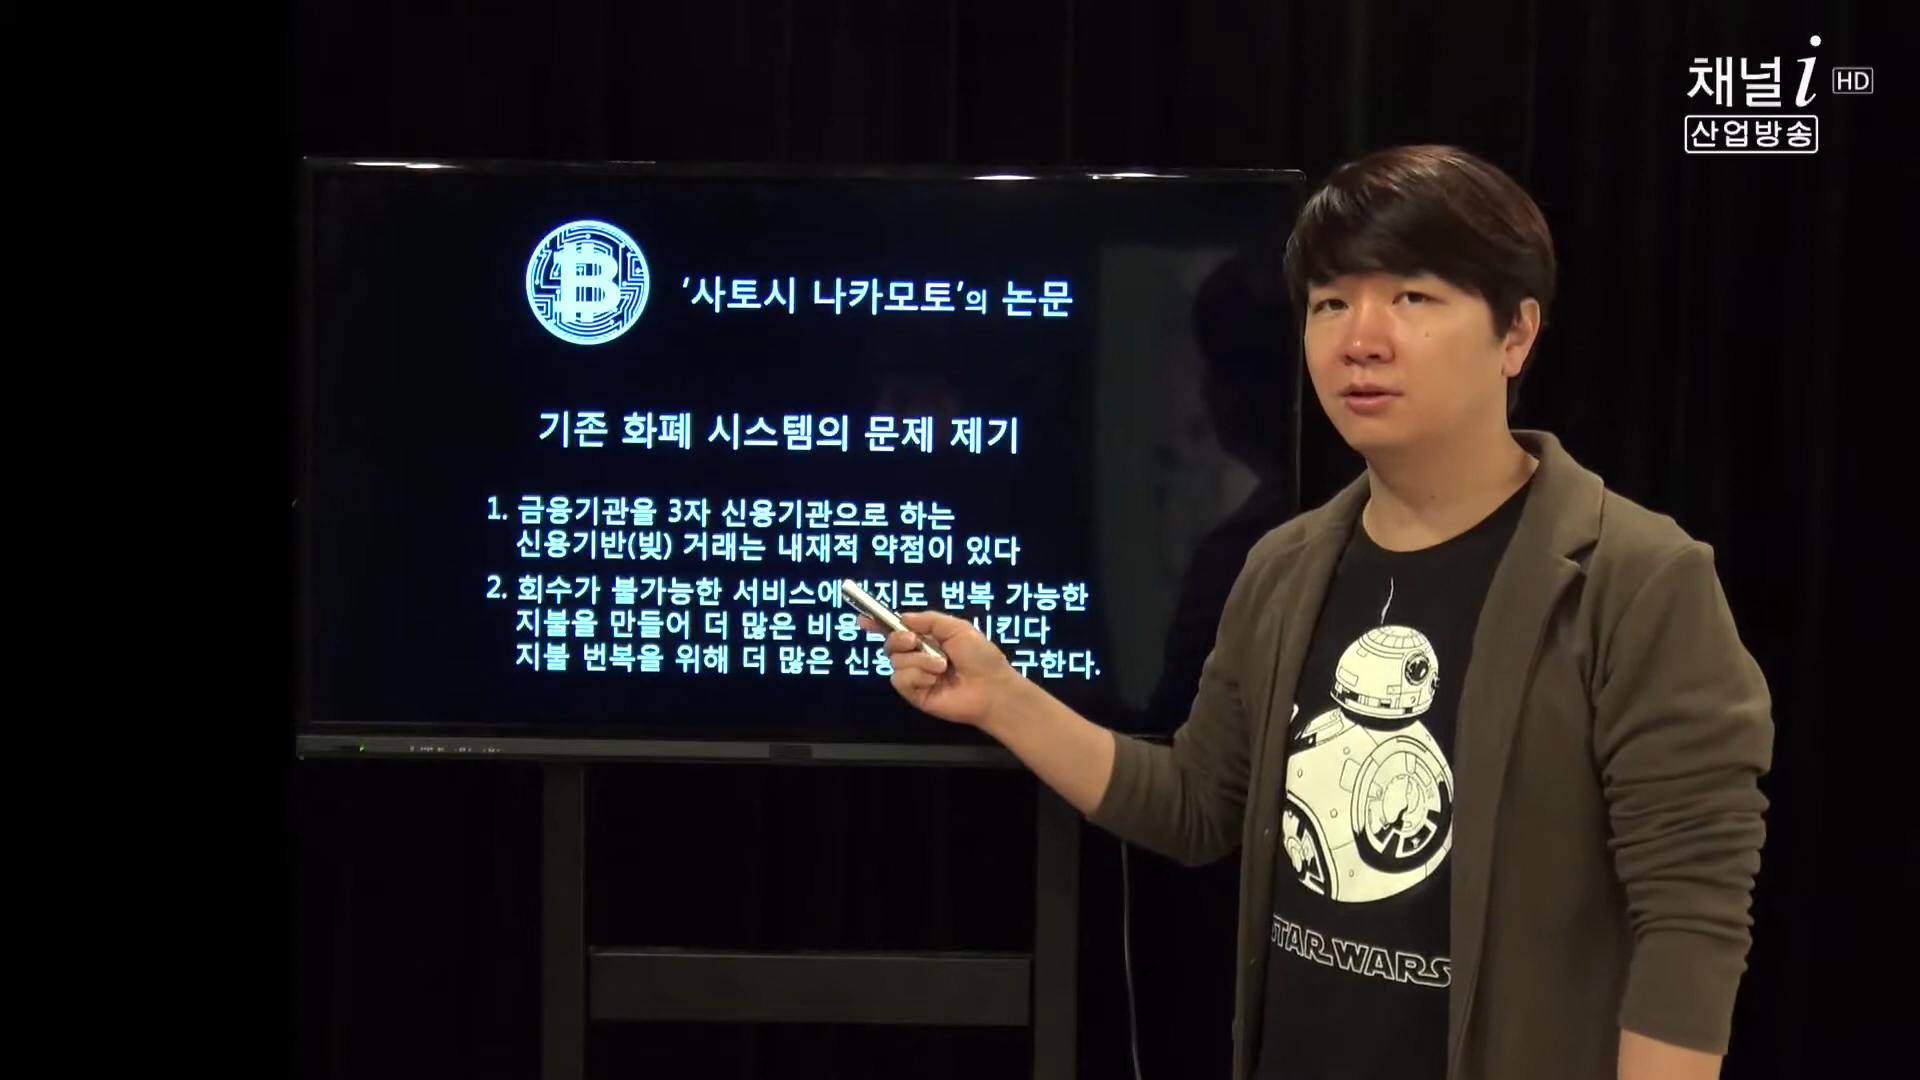 채널i HD
산업방송
'사토시 나카모토'의 논문
기존 화폐 시스템의 문제 제기
1. 금융기관을 3자 신용기관으로 하는
신용기반(빚) 거래는 내재적 약점이 있다
2. 회수가 불가능한 서비스에까지도 번복 가능한
지불을 만들어 더 많은 비용을 시킨다
지불 번복을 위해 더 많은 신용 구한다.
STAR WARS